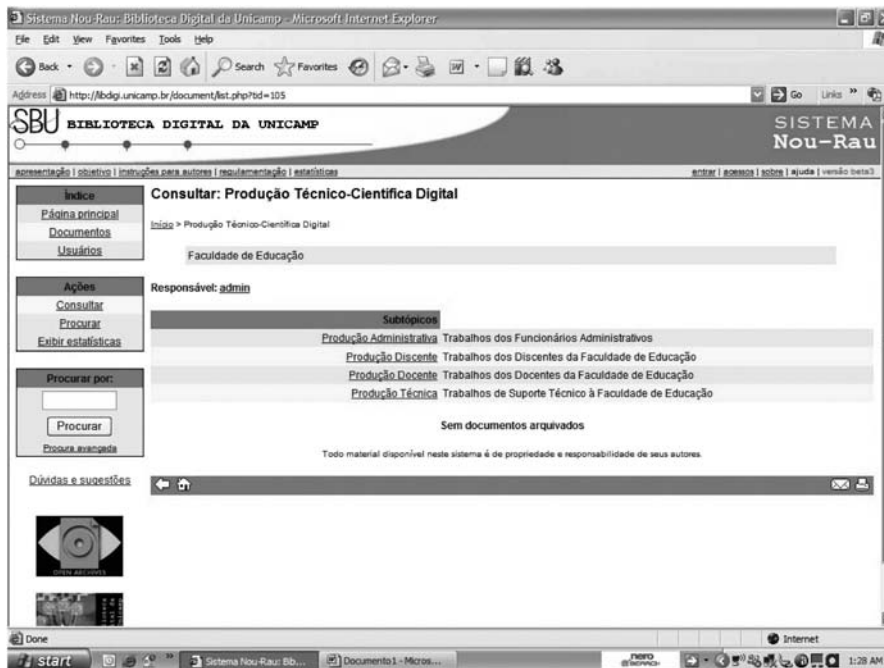 Sistema Nou-Rau: Biblioteca Digital da Unicamp - Microsoft Internet Explorer
File Edit View Favorites Tools Help
Back Search Favorites
Address http://libdigi.unicamp.br/document/list.php?tid=105 Go Links »
SBU BIBLIOTECA DIGITAL DA UNICAMP
SISTEMA
Nou-Rau
apresentação | objetivo | instruções para autores | regulamentação | estatísticas
entrar | acessos | sobre | ajuda | versão beta3
Índice
Página principal
Documentos
Usuários
Consultar: Produção Técnico-Científica Digital
Início > Produção Técnico-Científica Digital
Faculdade de Educação
Ações
Consultar
Procurar
Exibir estatísticas
Responsável: admin
Subtópicos
Produção Administrativa Trabalhos dos Funcionários Administrativos
Produção Discente Trabalhos dos Discentes da Faculdade de Educação
Produção Docente Trabalhos dos Docentes da Faculdade de Educação
Produção Técnica Trabalhos de Suporte Técnico à Faculdade de Educação
Procurar por:
Procurar
Procura avançada
Sem documentos arquivados
Todo material disponível neste sistema é de propriedade e responsabilidade de seus autores.
Dúvidas e sugestões
OPEN ARCHIVES
Done Internet
start » Sistema Nou-Rau: Bib... Documento1 - Micros... nero 1:28 AM